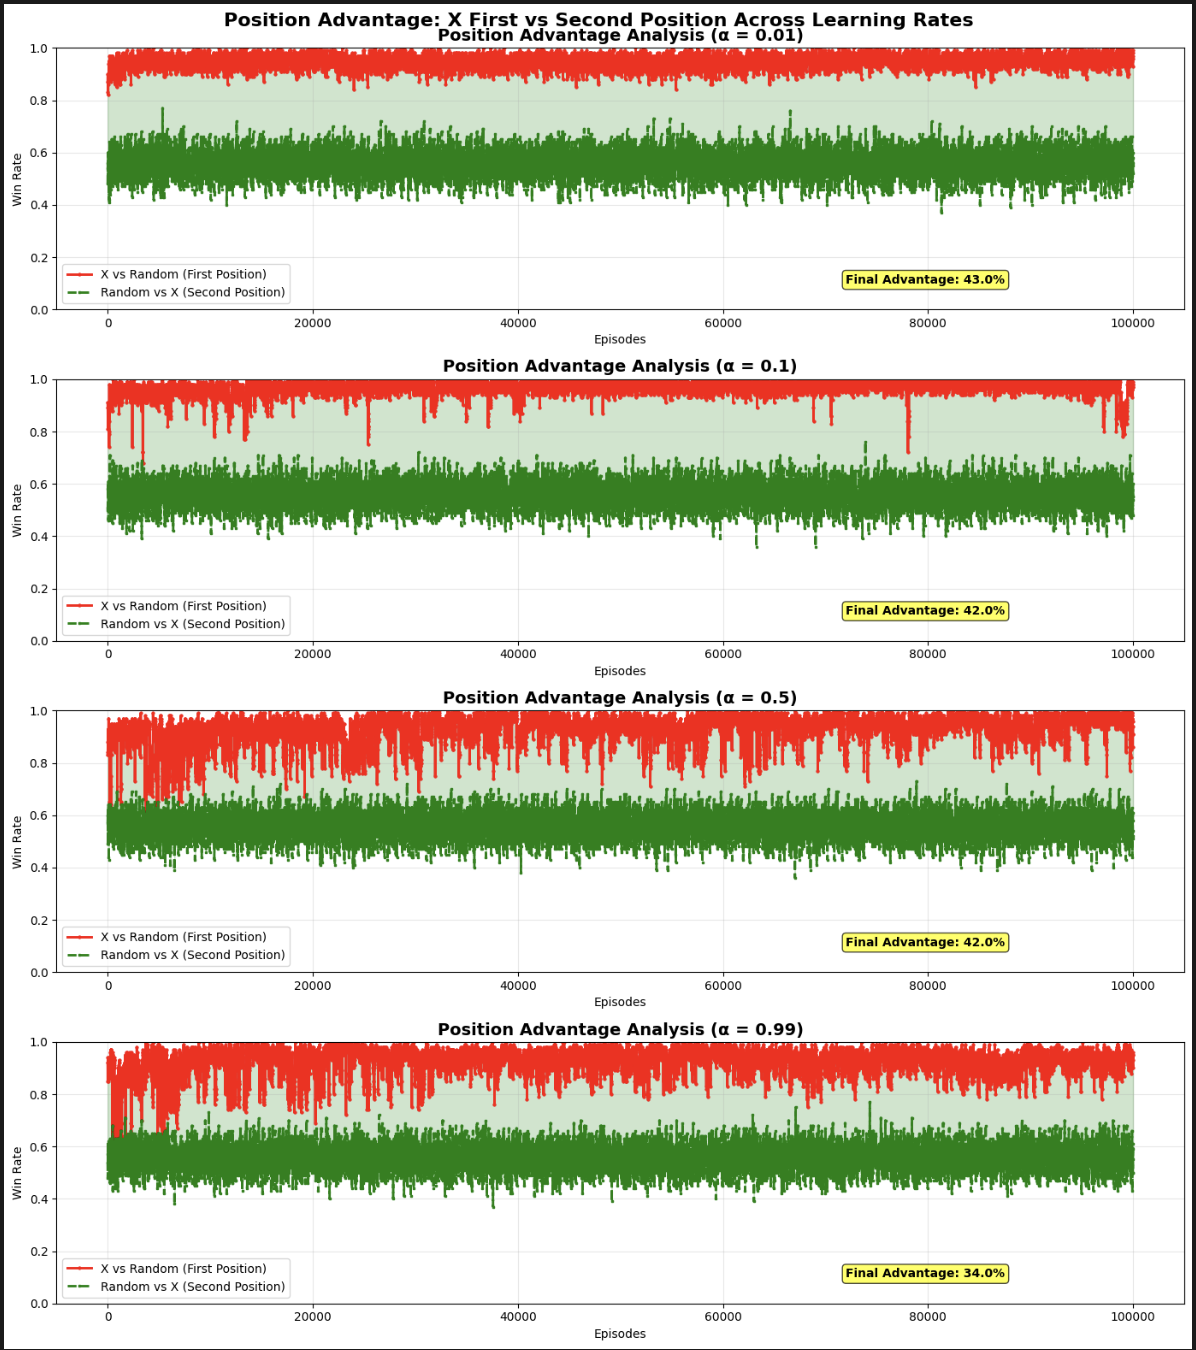 Position Advantage: X First vs Second Position Across Learning Rates
Position Advantage Analysis (α = 0.01)
1.0
0.8
0.6
0.4
0.2
0.0
Win Rate
X vs Random (First Position)
Random vs X (Second Position)
Final Advantage: 43.0%
0 20000 40000 60000 80000 100000
Episodes
Position Advantage Analysis (α = 0.1)
1.0
0.8
0.6
0.4
0.2
0.0
Win Rate
X vs Random (First Position)
Random vs X (Second Position)
Final Advantage: 42.0%
0 20000 40000 60000 80000 100000
Episodes
Position Advantage Analysis (α = 0.5)
1.0
0.8
0.6
0.4
0.2
0.0
Win Rate
X vs Random (First Position)
Random vs X (Second Position)
Final Advantage: 42.0%
0 20000 40000 60000 80000 100000
Episodes
Position Advantage Analysis (α = 0.99)
1.0
0.8
0.6
0.4
0.2
0.0
Win Rate
X vs Random (First Position)
Random vs X (Second Position)
Final Advantage: 34.0%
0 20000 40000 60000 80000 100000
Episodes